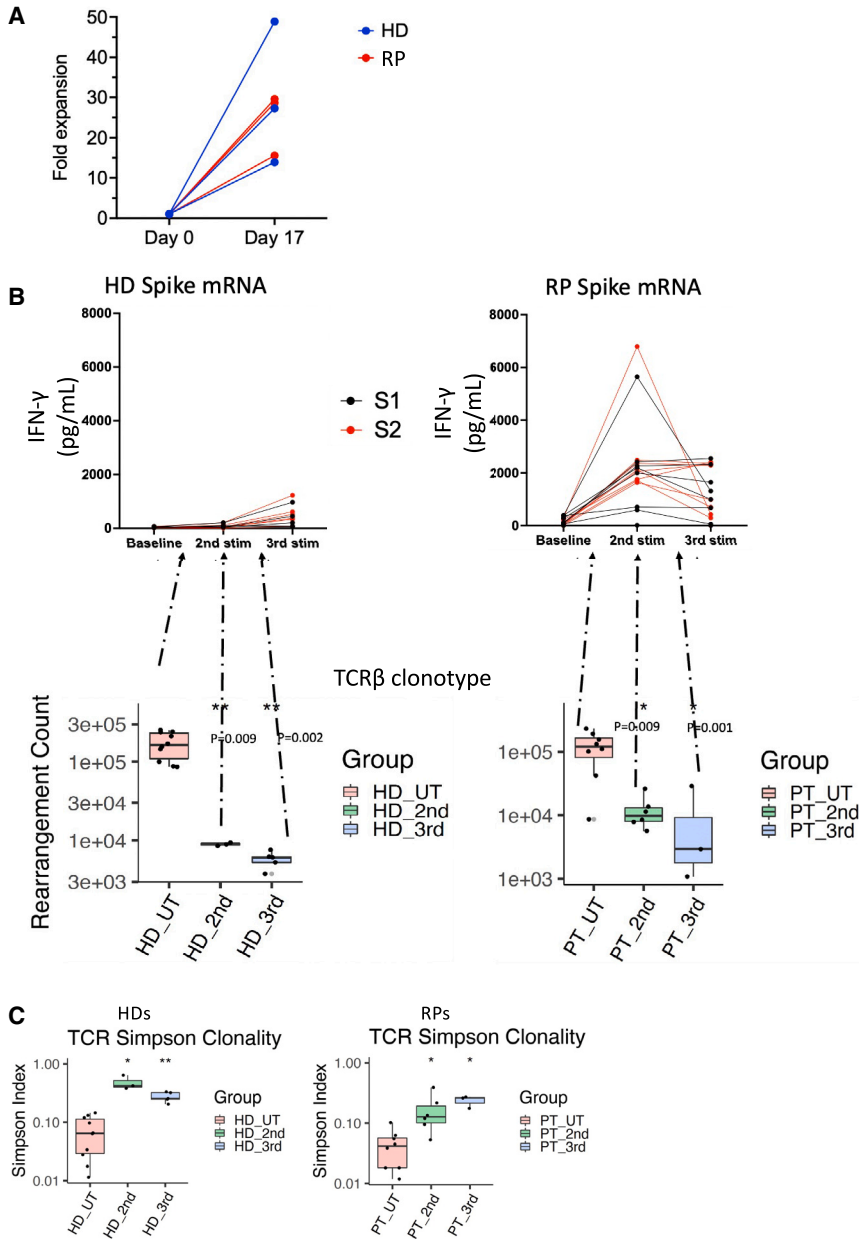 A
50
40
30
20
10
0
Fold expansion
Day 0
Day 17
HD
RP
B
HD Spike mRNA
8000
6000
4000
2000
0
IFN-γ
(pg/mL)
Baseline
2nd stim
3rd stim
S1
S2
RP Spike mRNA
8000
6000
4000
2000
0
IFN-γ
(pg/mL)
Baseline
2nd stim
3rd stim
TCRβ clonotype
Rearrangement Count
3e+05
1e+05
3e+04
1e+04
3e+03
**
**
P=0.009
P=0.002
HD_UT
HD_2nd
HD_3rd
Group
HD_UT
HD_2nd
HD_3rd
1e+05
1e+04
1e+03
*
*
P=0.009
P=0.001
PT_UT
PT_2nd
PT_3rd
Group
PT_UT
PT_2nd
PT_3rd
C
HDs
TCR Simpson Clonality
Simpson Index
1.00
0.10
0.01
*
**
HD_UT
HD_2nd
HD_3rd
Group
HD_UT
HD_2nd
HD_3rd
RPs
TCR Simpson Clonality
Simpson Index
1.00
0.10
0.01
*
*
PT_UT
PT_2nd
PT_3rd
Group
PT_UT
PT_2nd
PT_3rd